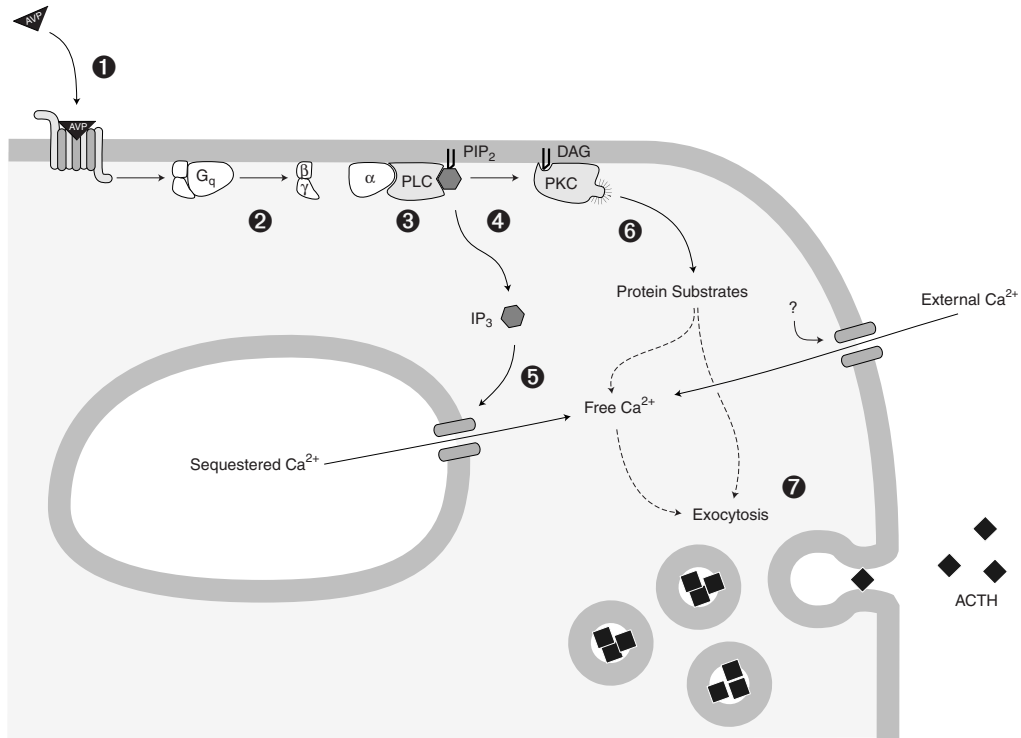 AVP
❶
AVP
PIP₂
DAG
G_q
β
γ
α
PLC
PKC
❷
❸
❹
❻
Protein Substrates
External Ca²⁺
?
IP₃
❺
Free Ca²⁺
Sequestered Ca²⁺
❼
Exocytosis
ACTH